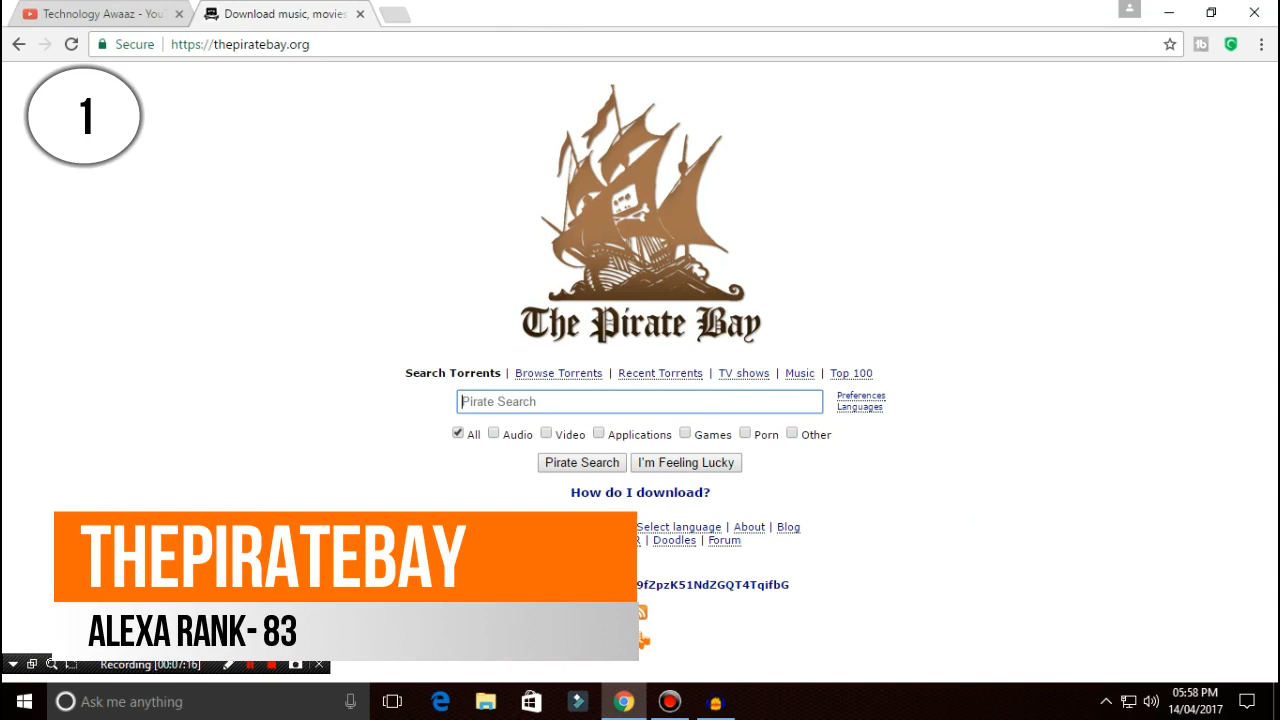 Technology Awaaz - You
Download music, movies
Secure
https://thepiratebay.org
1
The Pirate Bay
Search Torrents | Browse Torrents | Recent Torrents | TV shows | Music | Top 100
Pirate Search
Preferences
Languages
All Audio Video Applications Games Porn Other
Pirate Search I'm Feeling Lucky
How do I download?
Select language | About | Blog
| Doodles | Forum
9fZpzK51NdZGQT4TqifbG
THEPIRATEBAY
ALEXA RANK- 83
Recording [00:07:16]
Ask me anything
05:58 PM
14/04/2017